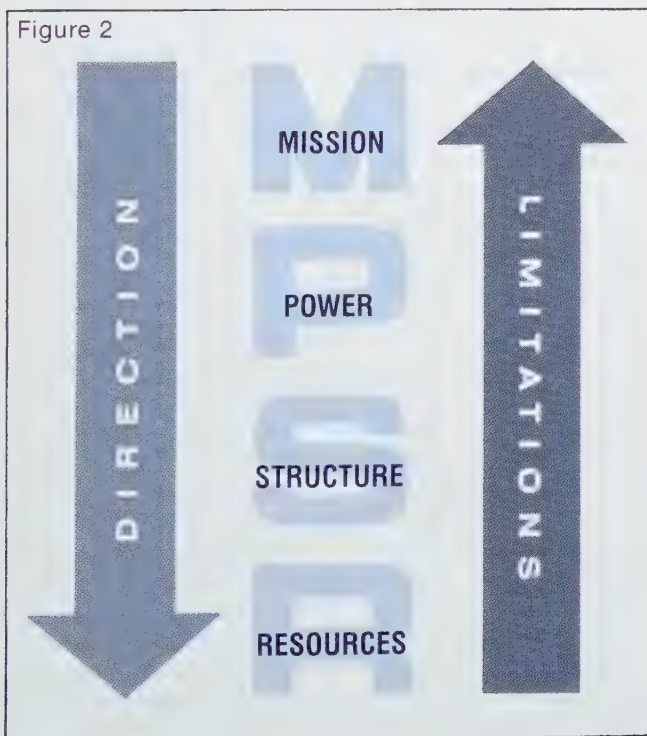 Figure 2
DIRECTION
M
MISSION
P
POWER
S
STRUCTURE
R
RESOURCES
LIMITATIONS